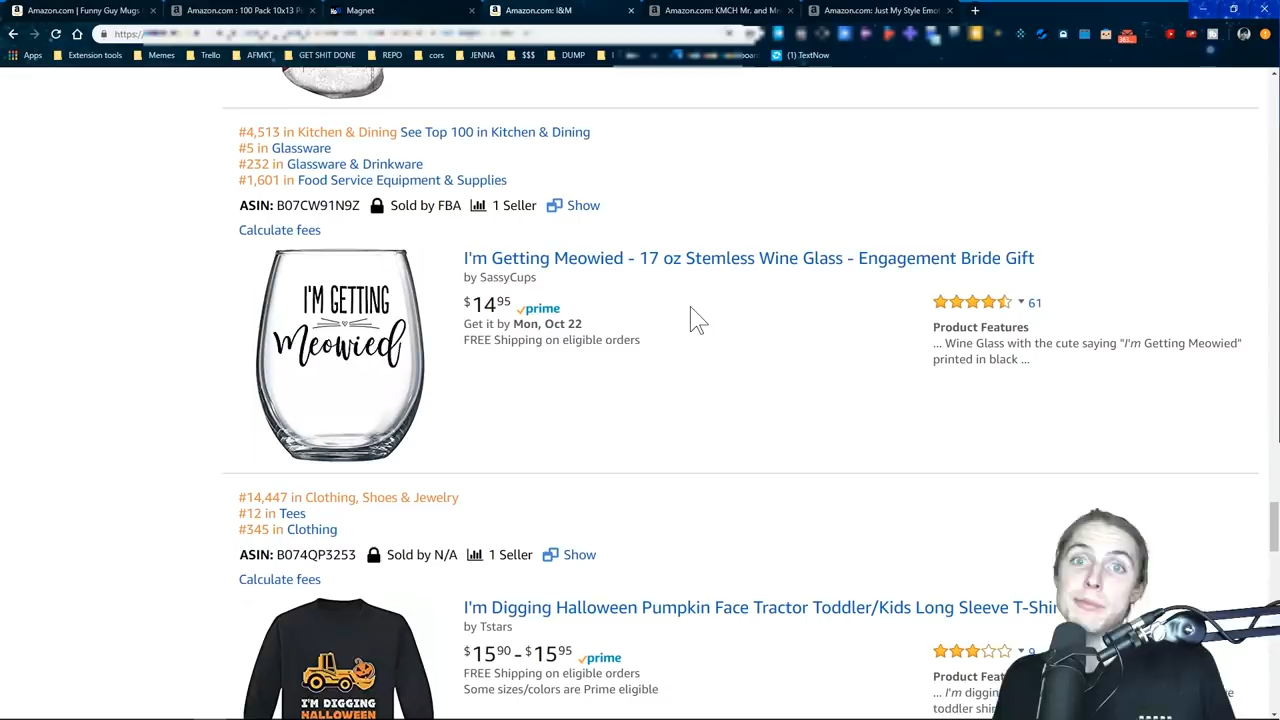 Amazon.com | Funny Guy Mugs
Amazon.com : 100 Pack 10x13 P
Magnet
Amazon.com: I&M
Amazon.com: KMCH Mr. and Mr
Amazon.com: Just My Style Emo
https://
Apps
Extension tools
Memes
Trello
AFMKT
GET SHIT DONE
REPO
cors
JENNA
$$$
DUMP
(1) TextNow
#4,513 in Kitchen & Dining See Top 100 in Kitchen & Dining
#5 in Glassware
#232 in Glassware & Drinkware
#1,601 in Food Service Equipment & Supplies
ASIN: B07CW91N9Z Sold by FBA 1 Seller Show
Calculate fees
I'M GETTING
Meowied
I'm Getting Meowied - 17 oz Stemless Wine Glass - Engagement Bride Gift
by SassyCups
$14.95 prime
Get it by Mon, Oct 22
FREE Shipping on eligible orders
61
Product Features
... Wine Glass with the cute saying "I'm Getting Meowied"
printed in black ...
#14,447 in Clothing, Shoes & Jewelry
#12 in Tees
#345 in Clothing
ASIN: B074QP3253 Sold by N/A 1 Seller Show
Calculate fees
I'M DIGGING
HALLOWEEN
I'm Digging Halloween Pumpkin Face Tractor Toddler/Kids Long Sleeve T-Shir
by Tstars
$15.90 - $15.95 prime
FREE Shipping on eligible orders
Some sizes/colors are Prime eligible
9
Product Fea
... I'm diggin
toddler shir